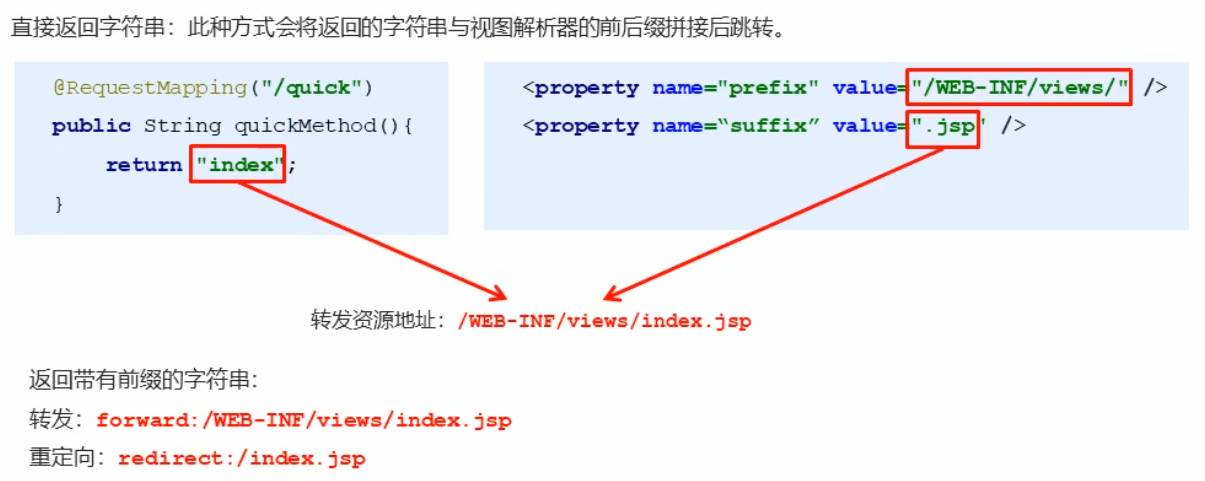 直接返回字符串：此种方式会将返回的字符串与视图解析器的前后缀拼接后跳转。
@RequestMapping("/quick")
public String quickMethod(){
return "index";
}
<property name="prefix" value="/WEB-INF/views/" />
<property name=“suffix” value=".jsp" />
转发资源地址：/WEB-INF/views/index.jsp
返回带有前缀的字符串：
转发：forward:/WEB-INF/views/index.jsp
重定向：redirect:/index.jsp